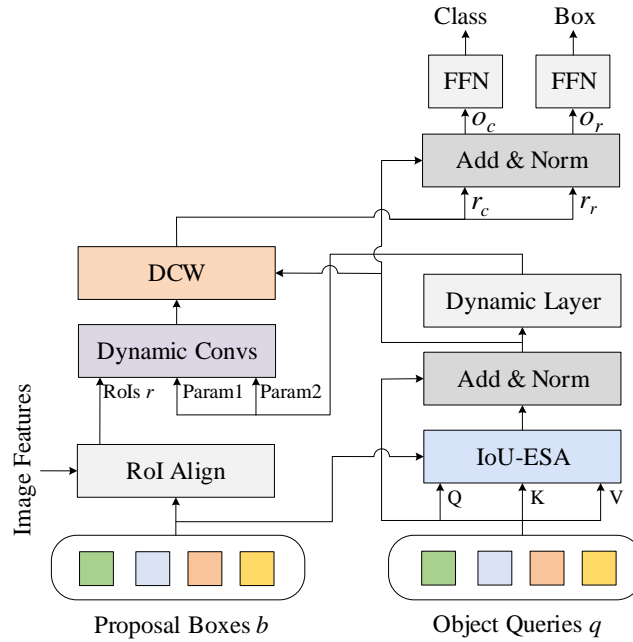 Class
Box
FFN
FFN
o_c
o_r
Add & Norm
r_c
r_r
DCW
Dynamic Layer
Dynamic Convs
Add & Norm
RoIs r
Param1
Param2
Image Features
RoI Align
IoU-ESA
Q
K
V
Proposal Boxes b
Object Queries q